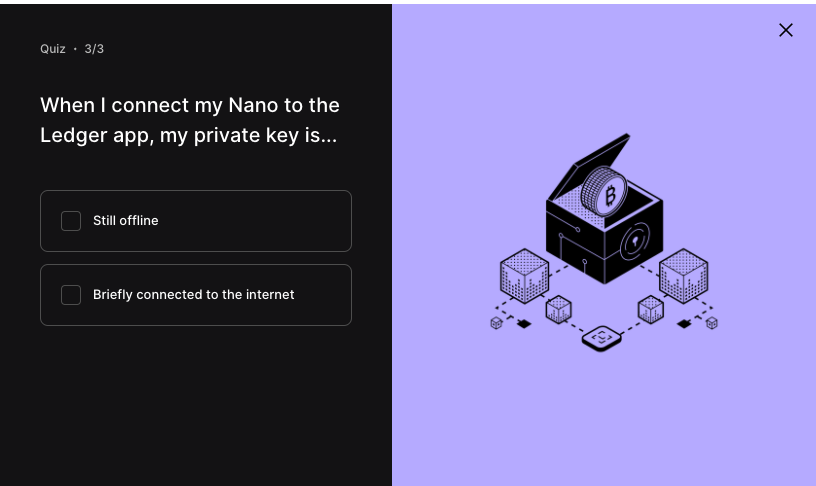 Quiz • 3/3
When I connect my Nano to the
Ledger app, my private key is...
Still offline
Briefly connected to the internet